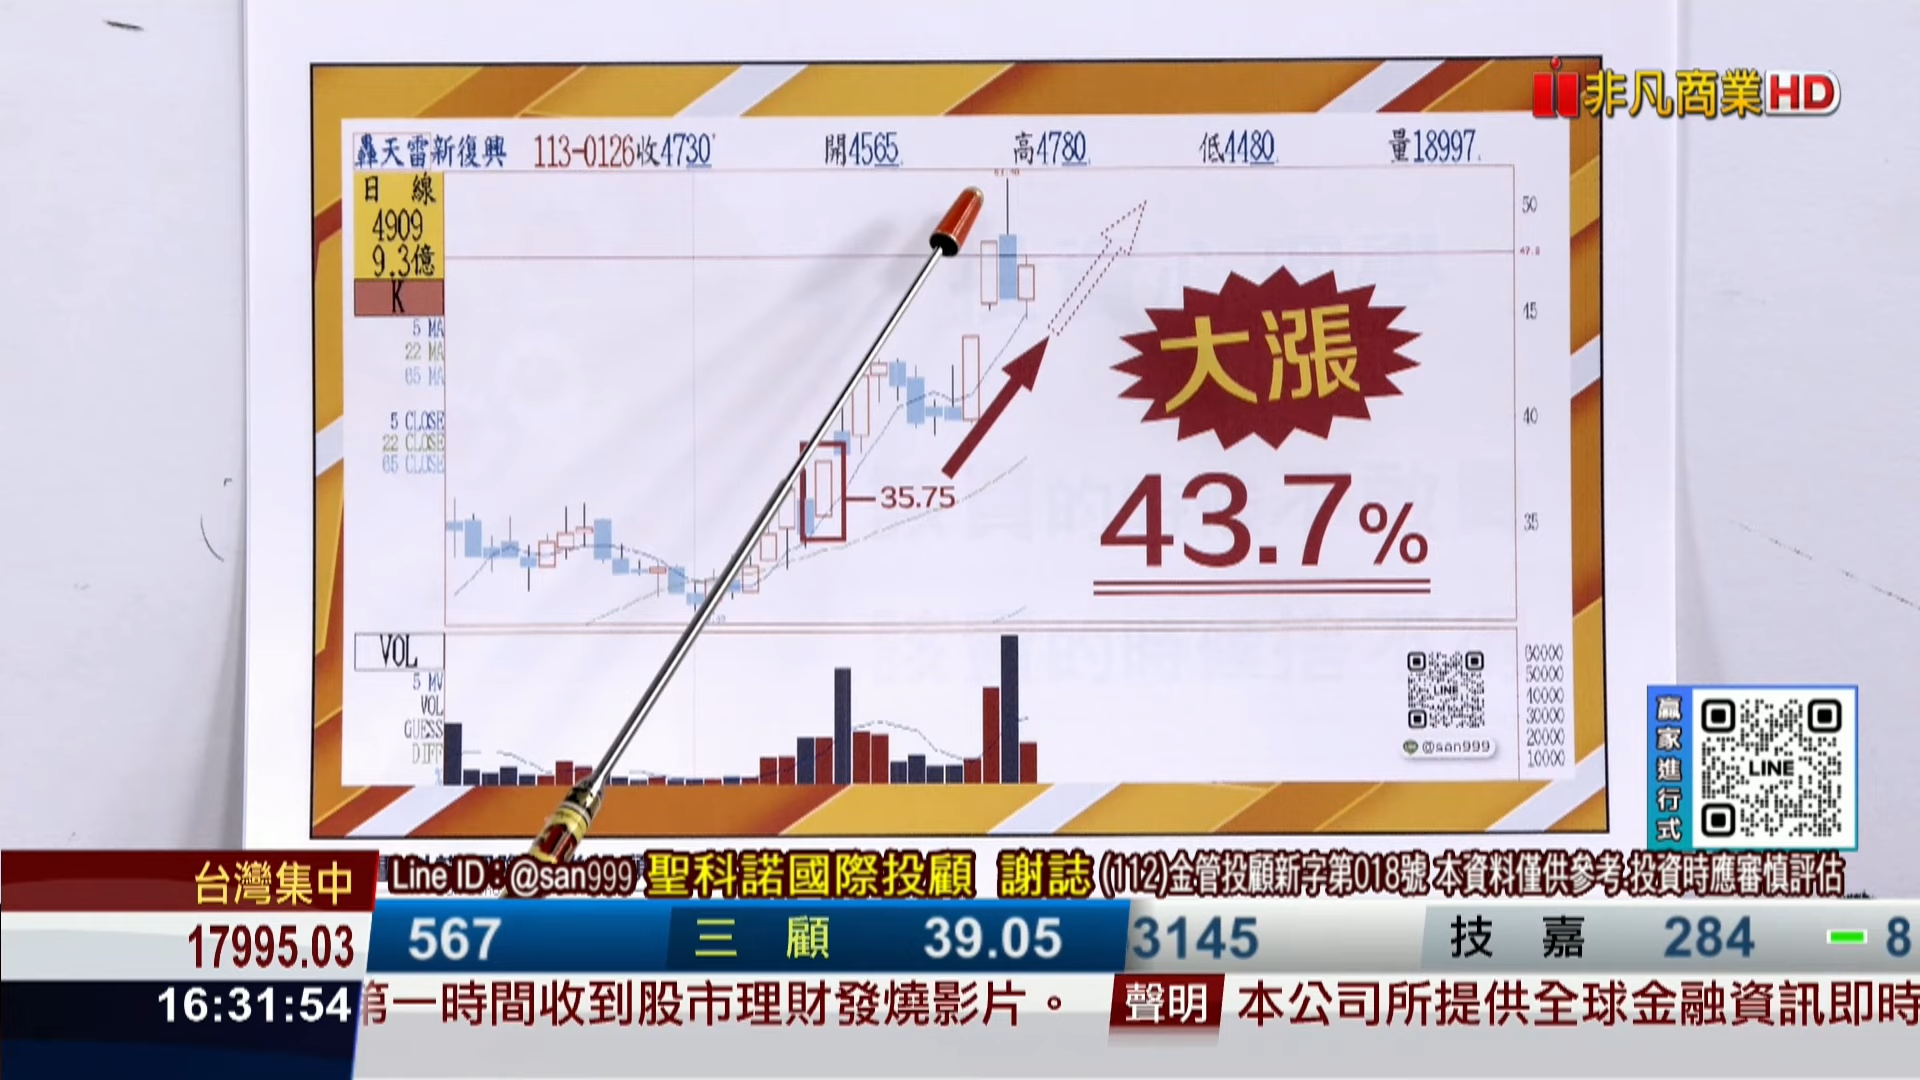 非凡商業HD
轟天雷新復興 113-0126收4730 開4565 高4780 低4480 量18997
日 線
4909
9.3億
K
5 MA
22 MA
65 MA
5 CLOSE
22 CLOSE
65 CLOSE
50
47.8
45
40
35
大漲
43.7%
35.75
VOL
5 MV
VOL
GUESS
DIFF
60000
50000
40000
30000
20000
10000
LINE
@san999
贏家進行式
LINE
台灣集中
17995.03
16:31:54
Line ID:@san999 聖科諾國際投顧 謝誌 (112)金管投顧新字第018號 本資料僅供參考.投資時應審慎評估
567 三 顧 39.05 3145 技 嘉 284 8
第一時間收到股市理財發燒影片。 聲明 本公司所提供全球金融資訊即時